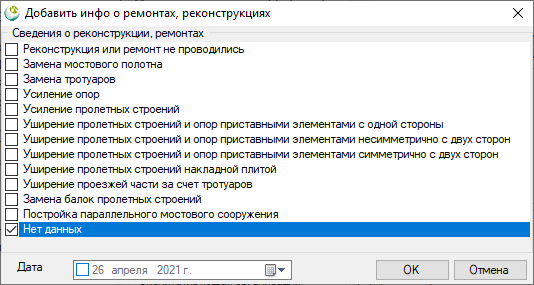 Добавить инфо о ремонтах, реконструкциях
Сведения о реконструкции, ремонтах
Реконструкция или ремонт не проводились
Замена мостового полотна
Замена тротуаров
Усиление опор
Усиление пролетных строений
Уширение пролетных строений и опор приставными элементами с одной стороны
Уширение пролетных строений и опор приставными элементами несимметрично с двух сторон
Уширение пролетных строений и опор приставными элементами симметрично с двух сторон
Уширение пролетных строений накладной плитой
Уширение проезжей части за счет тротуаров
Замена балок пролетных строений
Постройка параллельного мостового сооружения
Нет данных
Дата 26 апреля 2021 г. ОК Отмена